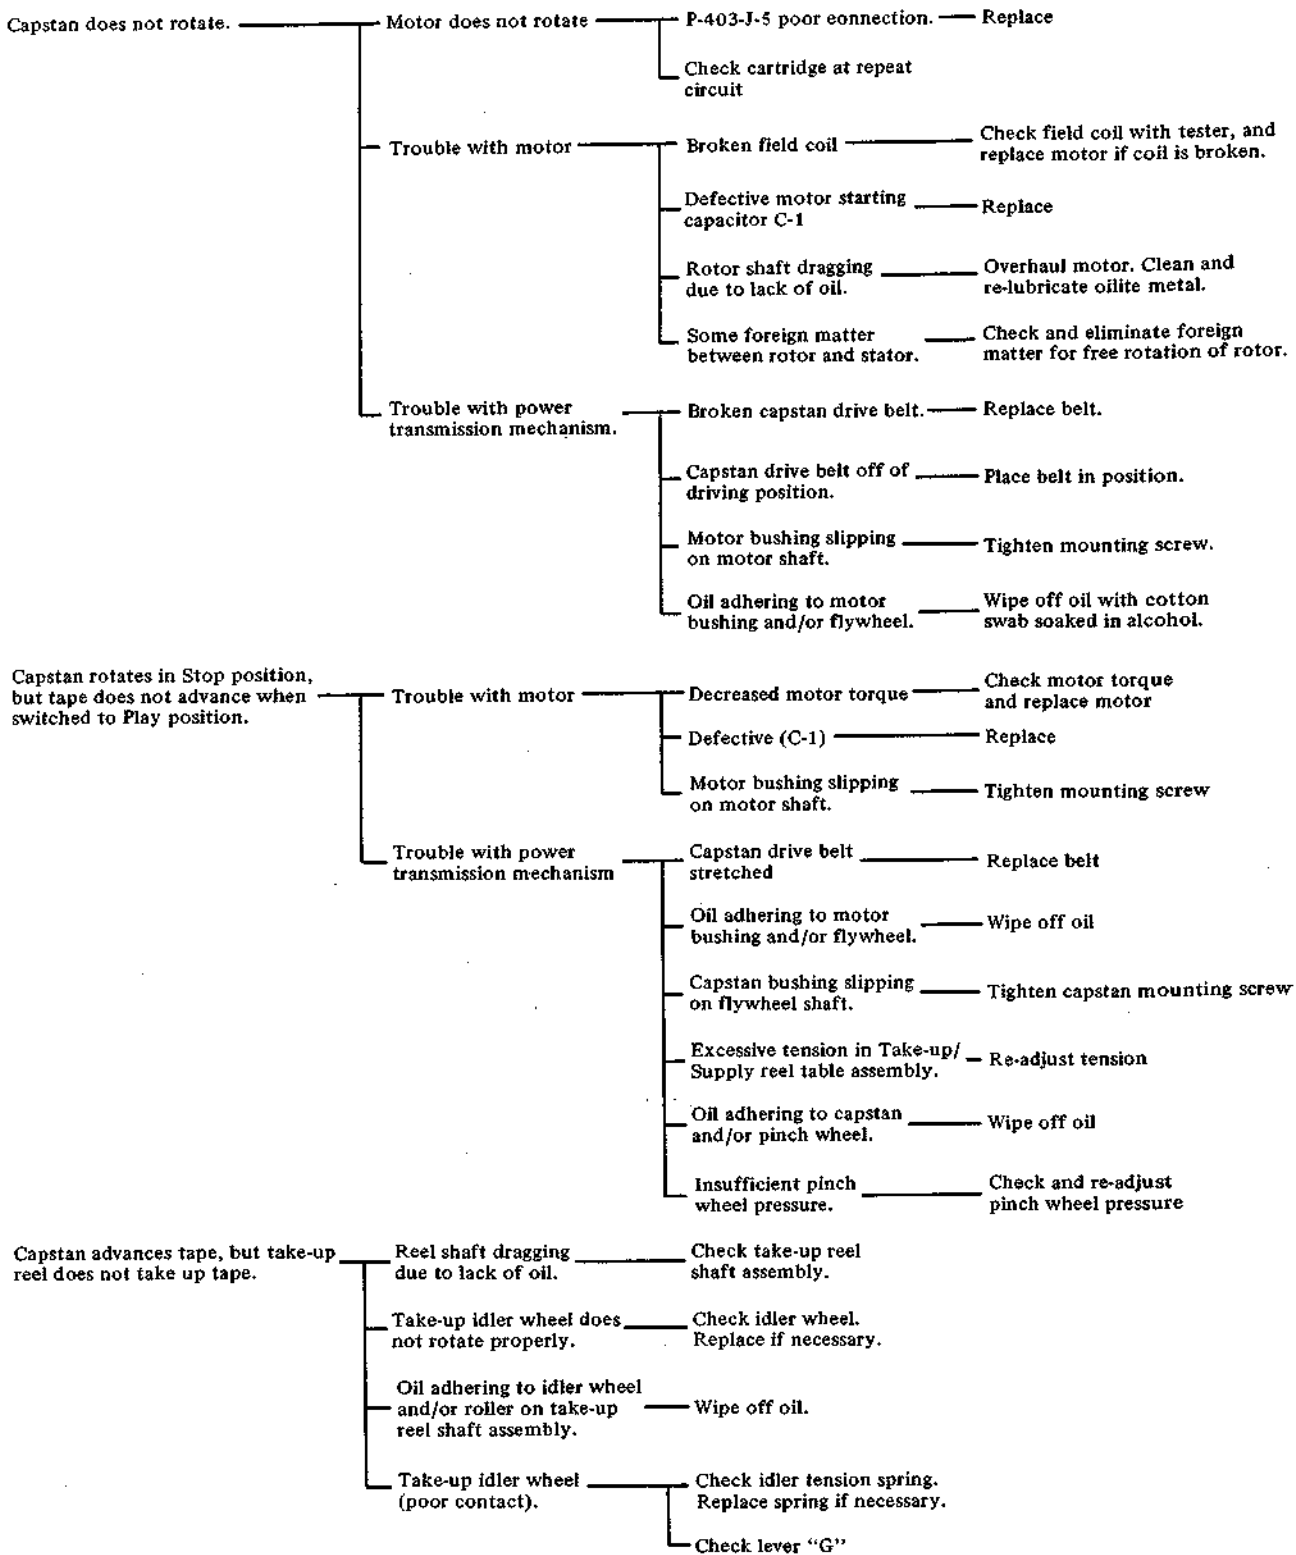 Capstan does not rotate.
Motor does not rotate
P-403-J-5 poor eonnection.
Replace
Check cartridge at repeat
circuit
Trouble with motor
Broken field coil
Check field coil with tester, and
replace motor if coil is broken.
Defective motor starting
capacitor C-1
Replace
Rotor shaft dragging
due to lack of oil.
Overhaul motor. Clean and
re-lubricate oilite metal.
Some foreign matter
between rotor and stator.
Check and eliminate foreign
matter for free rotation of rotor.
Trouble with power
transmission mechanism.
Broken capstan drive belt.
Replace belt.
Capstan drive belt off of
driving position.
Place belt in position.
Motor bushing slipping
on motor shaft.
Tighten mounting screw.
Oil adhering to motor
bushing and/or flywheel.
Wipe off oil with cotton
swab soaked in alcohol.
Capstan rotates in Stop position,
but tape does not advance when
switched to Play position.
Trouble with motor
Decreased motor torque
Check motor torque
and replace motor
Defective (C-1)
Replace
Motor bushing slipping
on motor shaft.
Tighten mounting screw
Trouble with power
transmission mechanism
Capstan drive belt
stretched
Replace belt
Oil adhering to motor
bushing and/or flywheel.
Wipe off oil
Capstan bushing slipping
on flywheel shaft.
Tighten capstan mounting screw
Excessive tension in Take-up/
Supply reel table assembly.
Re-adjust tension
Oil adhering to capstan
and/or pinch wheel.
Wipe off oil
Insufficient pinch
wheel pressure.
Check and re-adjust
pinch wheel pressure
Capstan advances tape, but take-up
reel does not take up tape.
Reel shaft dragging
due to lack of oil.
Check take-up reel
shaft assembly.
Take-up idler wheel does
not rotate properly.
Check idler wheel.
Replace if necessary.
Oil adhering to idler wheel
and/or roller on take-up
reel shaft assembly.
Wipe off oil.
Take-up idler wheel
(poor contact).
Check idler tension spring.
Replace spring if necessary.
Check lever "G"